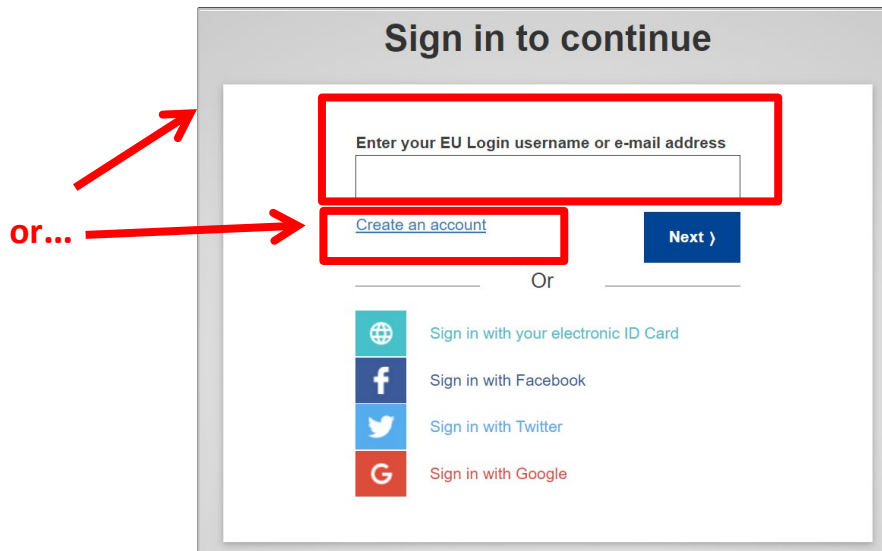 Sign in to continue
Enter your EU Login username or e-mail address
or...
Create an account
Next ⟩
Or
Sign in with your electronic ID Card
f
Sign in with Facebook
Sign in with Twitter
G
Sign in with Google